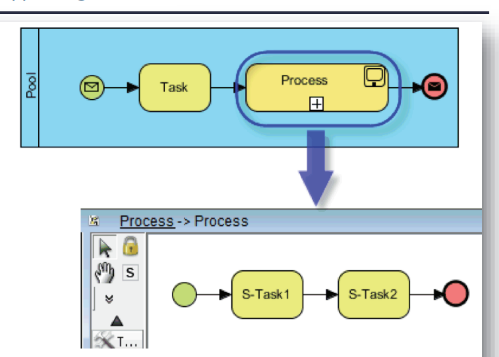 Pool
Task
Process
Process -> Process
S
T...
S-Task1
S-Task2